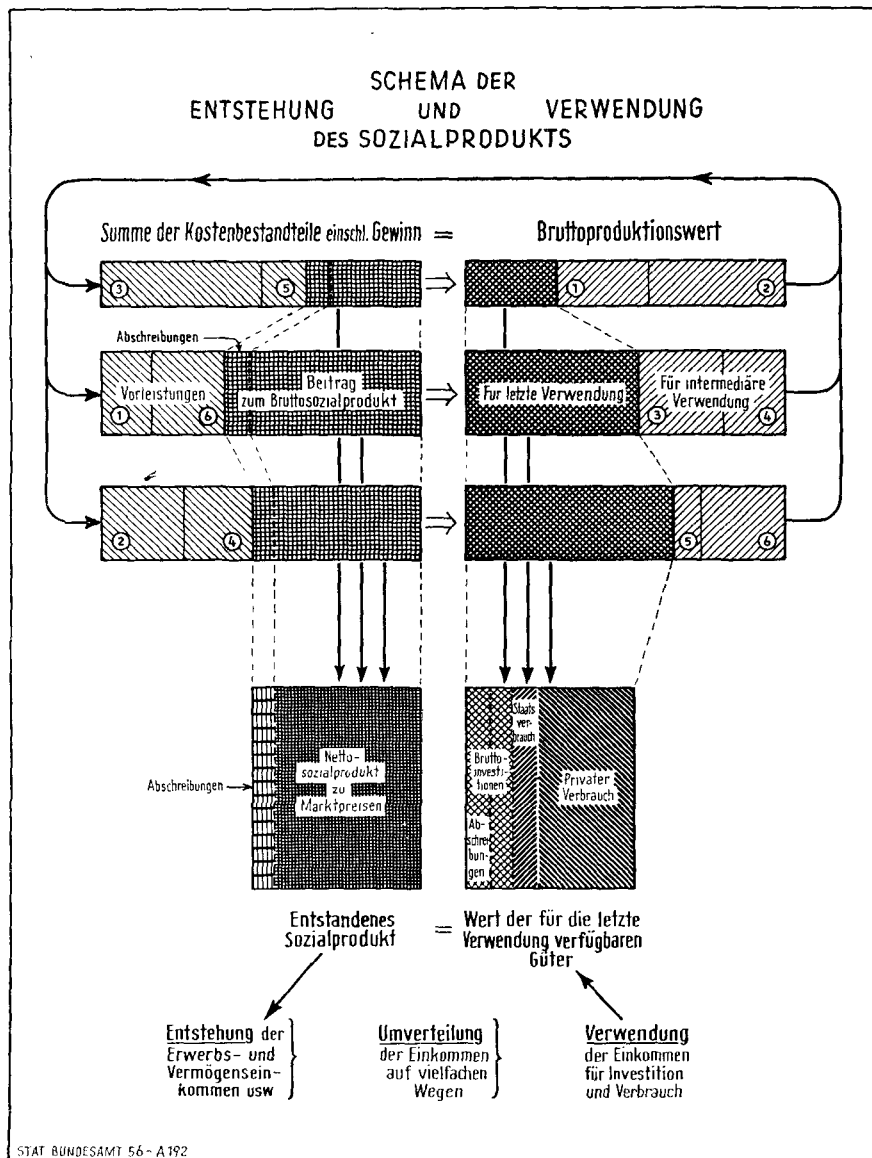 SCHEMA DER
ENTSTEHUNG UND VERWENDUNG
DES SOZIALPRODUKTS
Summe der Kostenbestandteile einschl. Gewinn = Bruttoproduktionswert
3 5 1 2
Abschreibungen
Vorleistungen
Beitrag
zum Bruttosozialprodukt
Fur letzte Verwendung
Für intermediäre
Verwendung
1 6 3 4
2 4 5 6
Abschreibungen
Netto-
sozialprodukt
zu
Marktpreisen
Brutto-
investi-
tionen
Ab-
schrei-
bun-
gen
Staats
ver-
brauch
Privater
Verbrauch
Entstandenes
Sozialprodukt
=
Wert der für die letzte
Verwendung verfügbaren
Güter
Entstehung der
Erwerbs- und
Vermögensein-
kommen usw
Umverteilung
der Einkommen
auf vielfachen
Wegen
Verwendung
der Einkommen
für Investition
und Verbrauch
STAT BUNDESAMT 56 - A 192